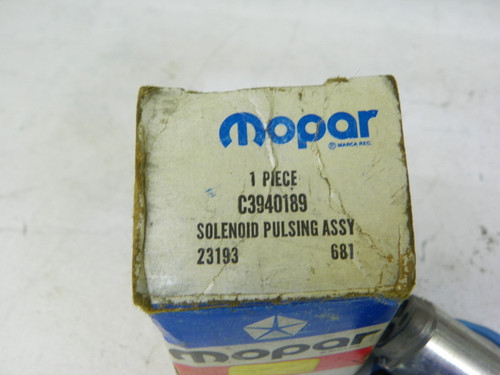 mopar
® MARCA REG.
1 PIECE
C3940189
SOLENOID PULSING ASSY
23193 681
mopar